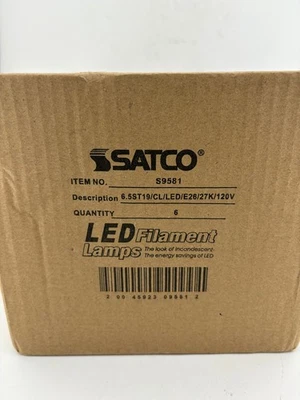 SATCO®
ITEM NO. S9581
Description 6.5ST19/CL/LED/E26/27K/120V
QUANTITY 6
LED Filament
Lamps The look of incandescent.
The energy savings of LED